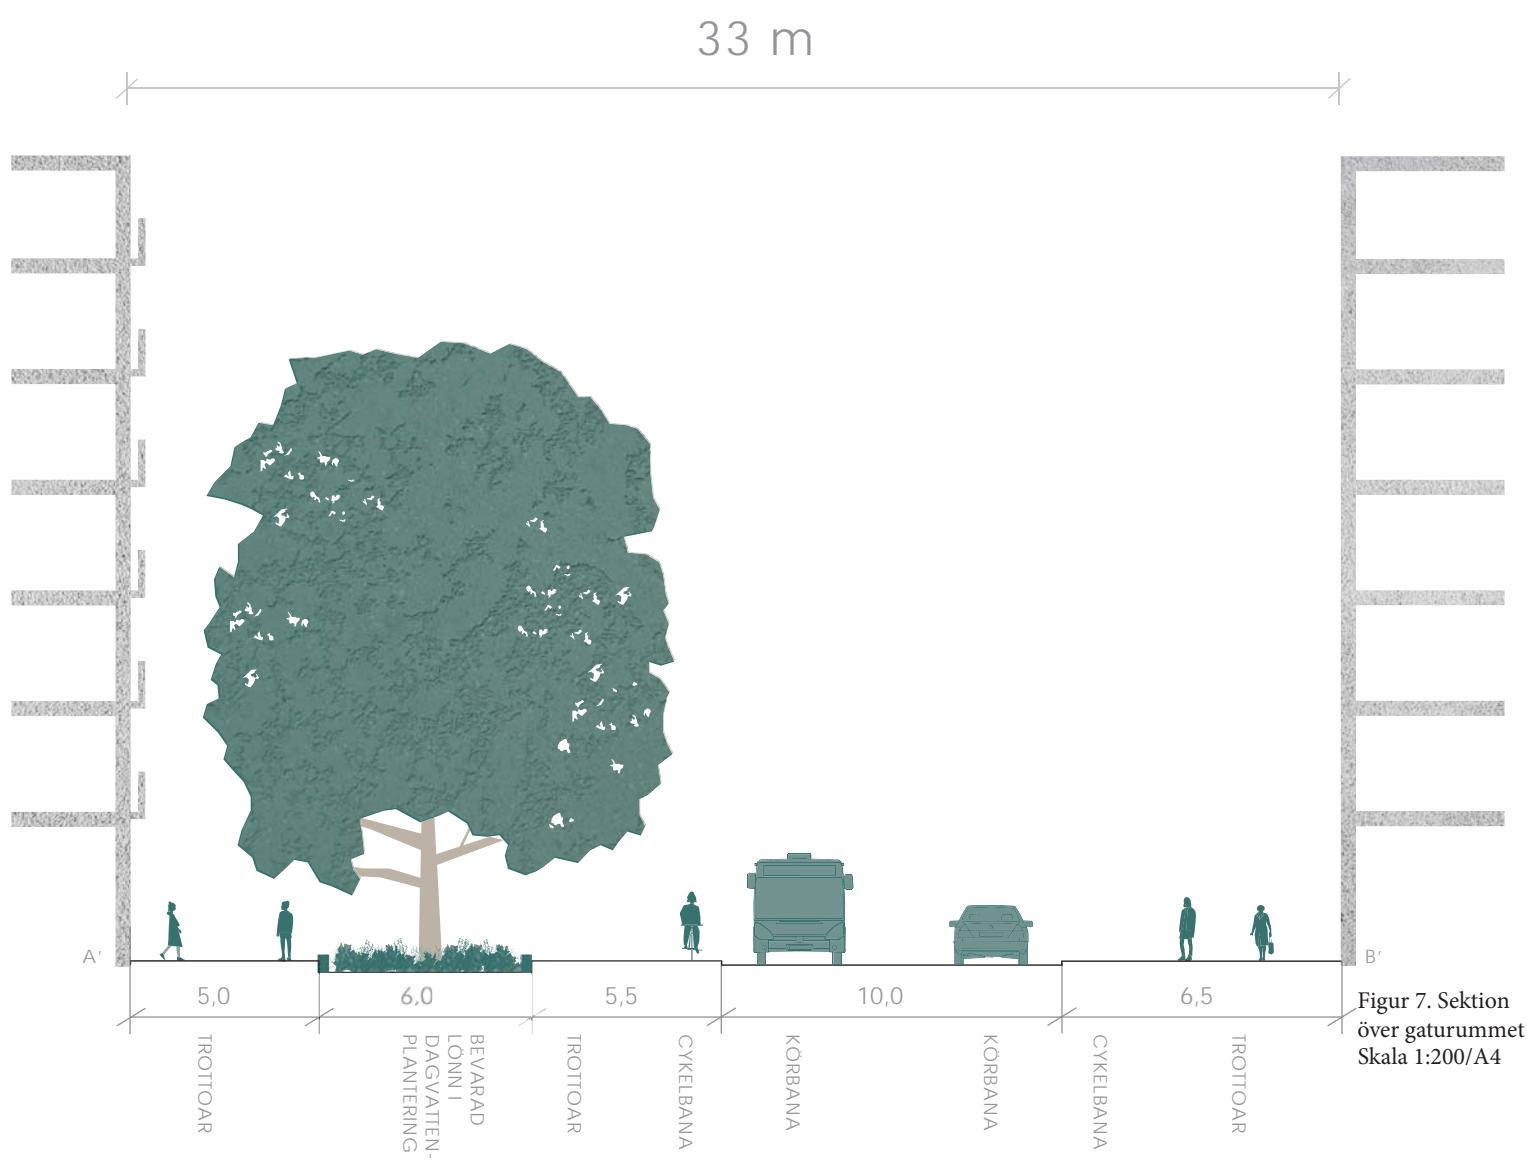 33 m
A'
B'
5,0
6,0
5,5
10,0
6,5
TROTTOAR
BEVARAD
LÖNN I
DAGVATTEN-
PLANTERING
TROTTOAR
CYKELBANA
KÖRBANA
KÖRBANA
CYKELBANA
TROTTOAR
Figur 7. Sektion
över gaturummet
Skala 1:200/A4